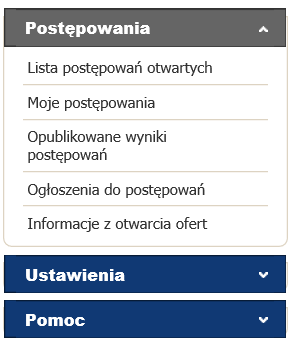 Postępowania
Lista postępowań otwartych
Moje postępowania
Opublikowane wyniki
postępowań
Ogłoszenia do postępowań
Informacje z otwarcia ofert
Ustawienia
Pomoc